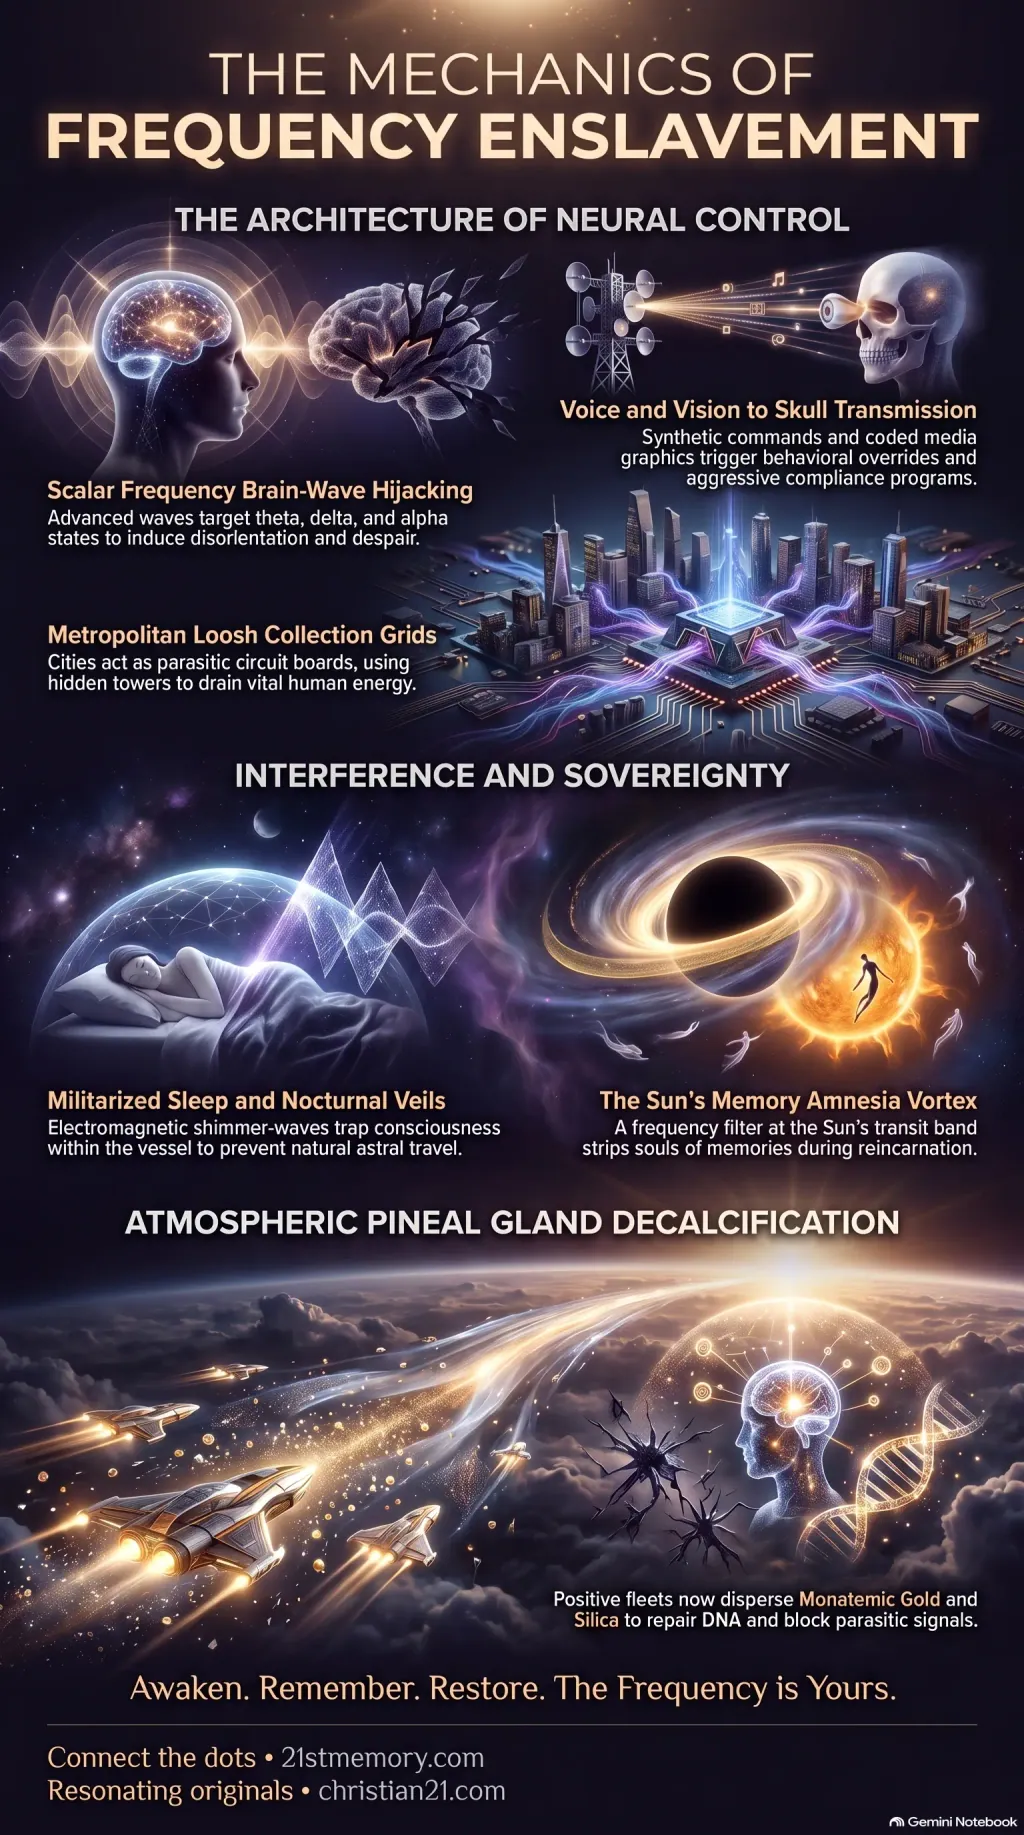 THE MECHANICS OF
FREQUENCY ENSLAVEMENT
THE ARCHITECTURE OF NEURAL CONTROL
Voice and Vision to Skull Transmission
Synthetic commands and coded media
graphics trigger behavioral overrides and
aggressive compliance programs.
Scalar Frequency Brain-Wave Hijacking
Advanced waves target theta, delta, and alpha
states to induce disorlentation and despair.
Metropolitan Loosh Collection Grids
Cities act as parasitic circuit boards, using
hidden towers to drain vital human energy.
INTERFERENCE AND SOVEREIGNTY
Militarized Sleep and Nocturnal Veils
Electromagnetic shimmer-waves trap consciousness
within the vessel to prevent natural astral travel.
The Sun's Memory Amnesia Vortex
A frequency filter at the Sun's transit band
strips souls of memories during reincarnation.
ATMOSPHERIC PINEAL GLAND DECALCIFICATION
Positive fleets now disperse Monatemic Gold and
Silica to repair DNA and block parasitic signals.
Awaken. Remember. Restore. The Frequency is Yours.
Connect the dots • 21stmemory.com
Resonating originals • christian21.com
Gemini Notebook